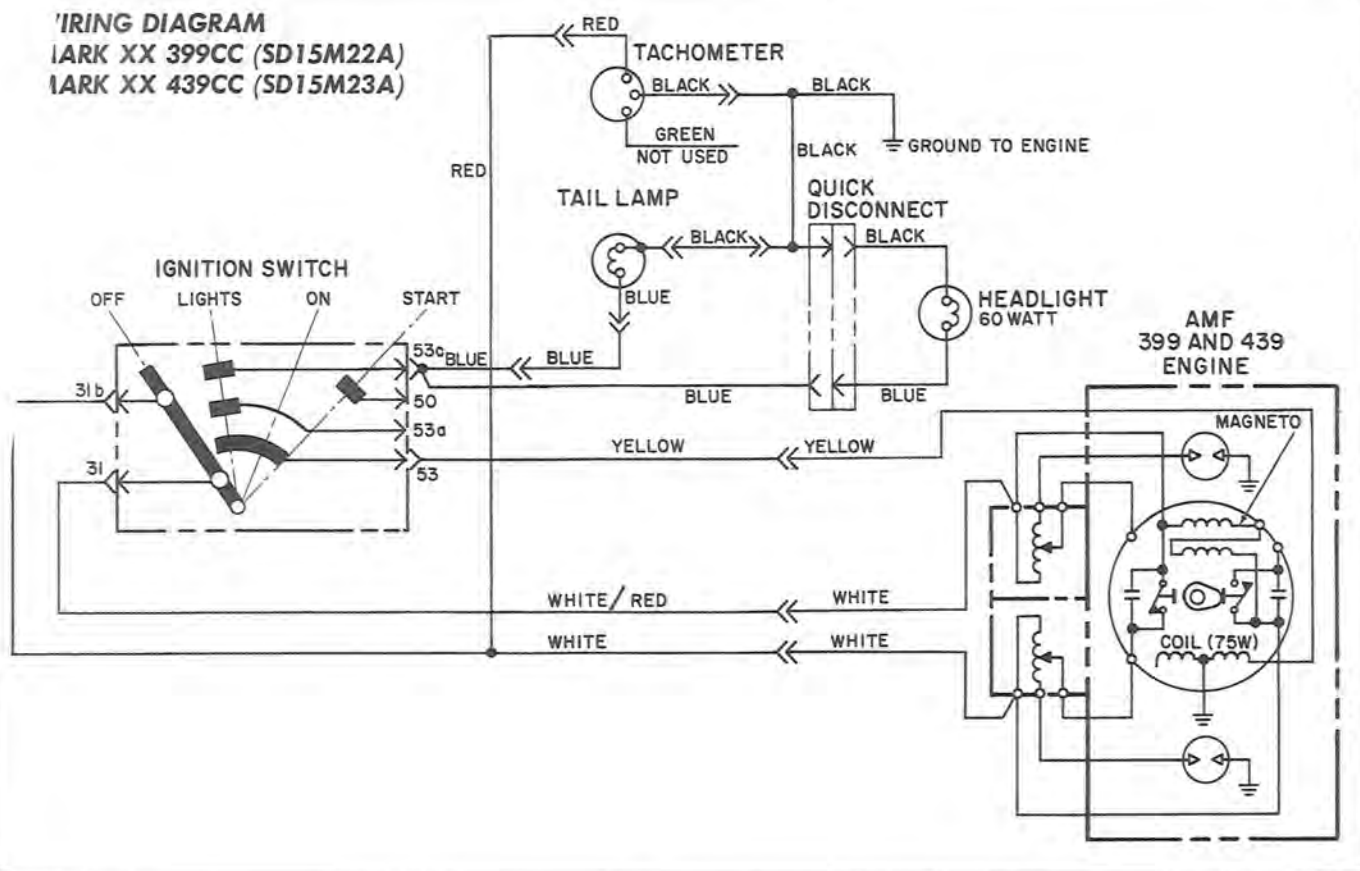 'IRING DIAGRAM
IARK XX 399CC (SD15M22A)
IARK XX 439CC (SD15M23A)
RED
TACHOMETER
BLACK
BLACK
GREEN
NOT USED
BLACK
GROUND TO ENGINE
RED
TAIL LAMP
QUICK
DISCONNECT
BLACK
BLACK
IGNITION SWITCH
OFF
LIGHTS
ON
START
BLUE
HEADLIGHT
60 WATT
AMF
399 AND 439
ENGINE
53c
BLUE
BLUE
31b
50
BLUE
BLUE
53a
MAGNETO
YELLOW
YELLOW
31
53
WHITE/RED
WHITE
WHITE
WHITE
COIL (75W)